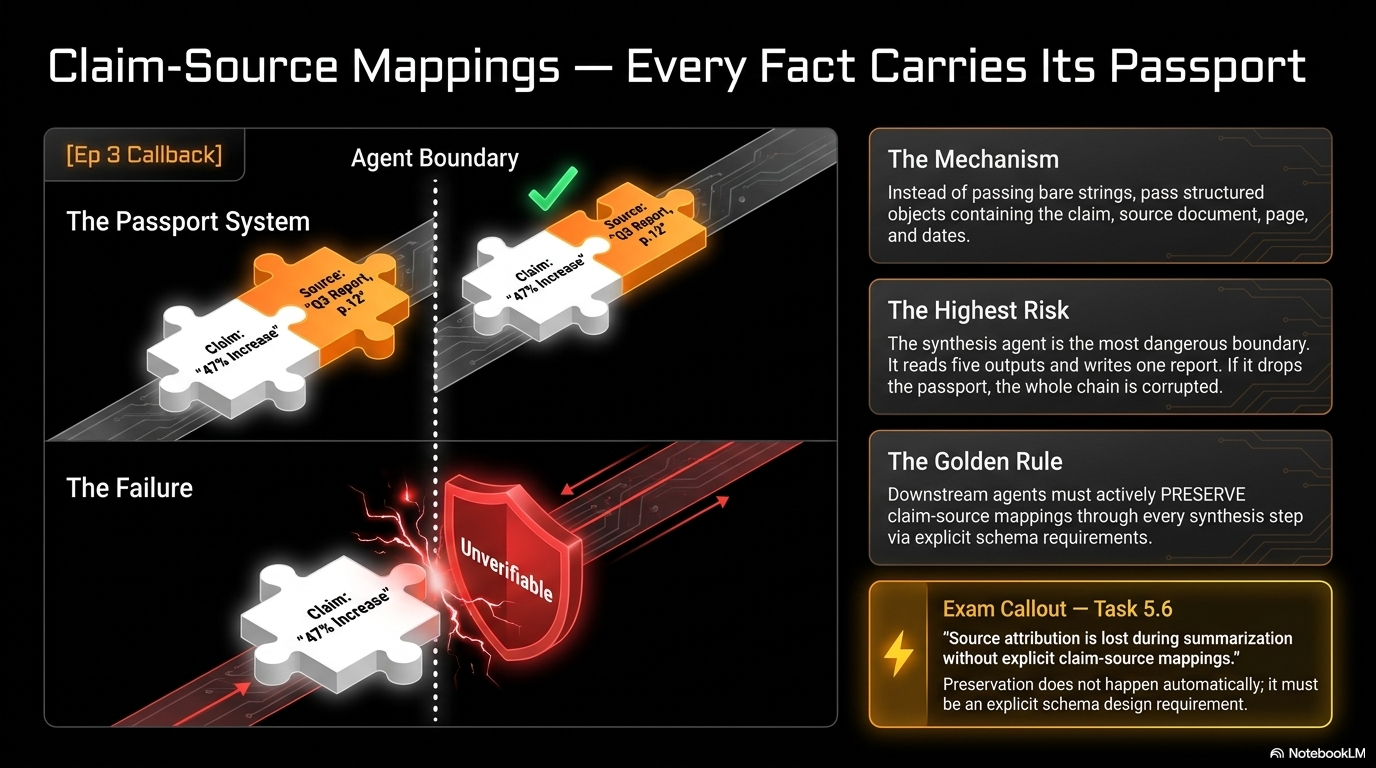 Claim-Source Mappings — Every Fact Carries Its Passport
[Ep 3 Callback]
Agent Boundary
The Passport System
Claim:
"47% Increase"
Source:
"Q3 Report,
p.12"
Claim:
"47% Increase"
Source:
"Q3 Report,
p.12"
The Failure
Claim:
"47% Increase"
Unverifiable
The Mechanism
Instead of passing bare strings, pass structured
objects containing the claim, source document, page,
and dates.
The Highest Risk
The synthesis agent is the most dangerous boundary.
It reads five outputs and writes one report. If it drops
the passport, the whole chain is corrupted.
The Golden Rule
Downstream agents must actively PRESERVE
claim-source mappings through every synthesis step
via explicit schema requirements.
Exam Callout — Task 5.6
"Source attribution is lost during summarization
without explicit claim-source mappings."
Preservation does not happen automatically; it must
be an explicit schema design requirement.
NotebookLM